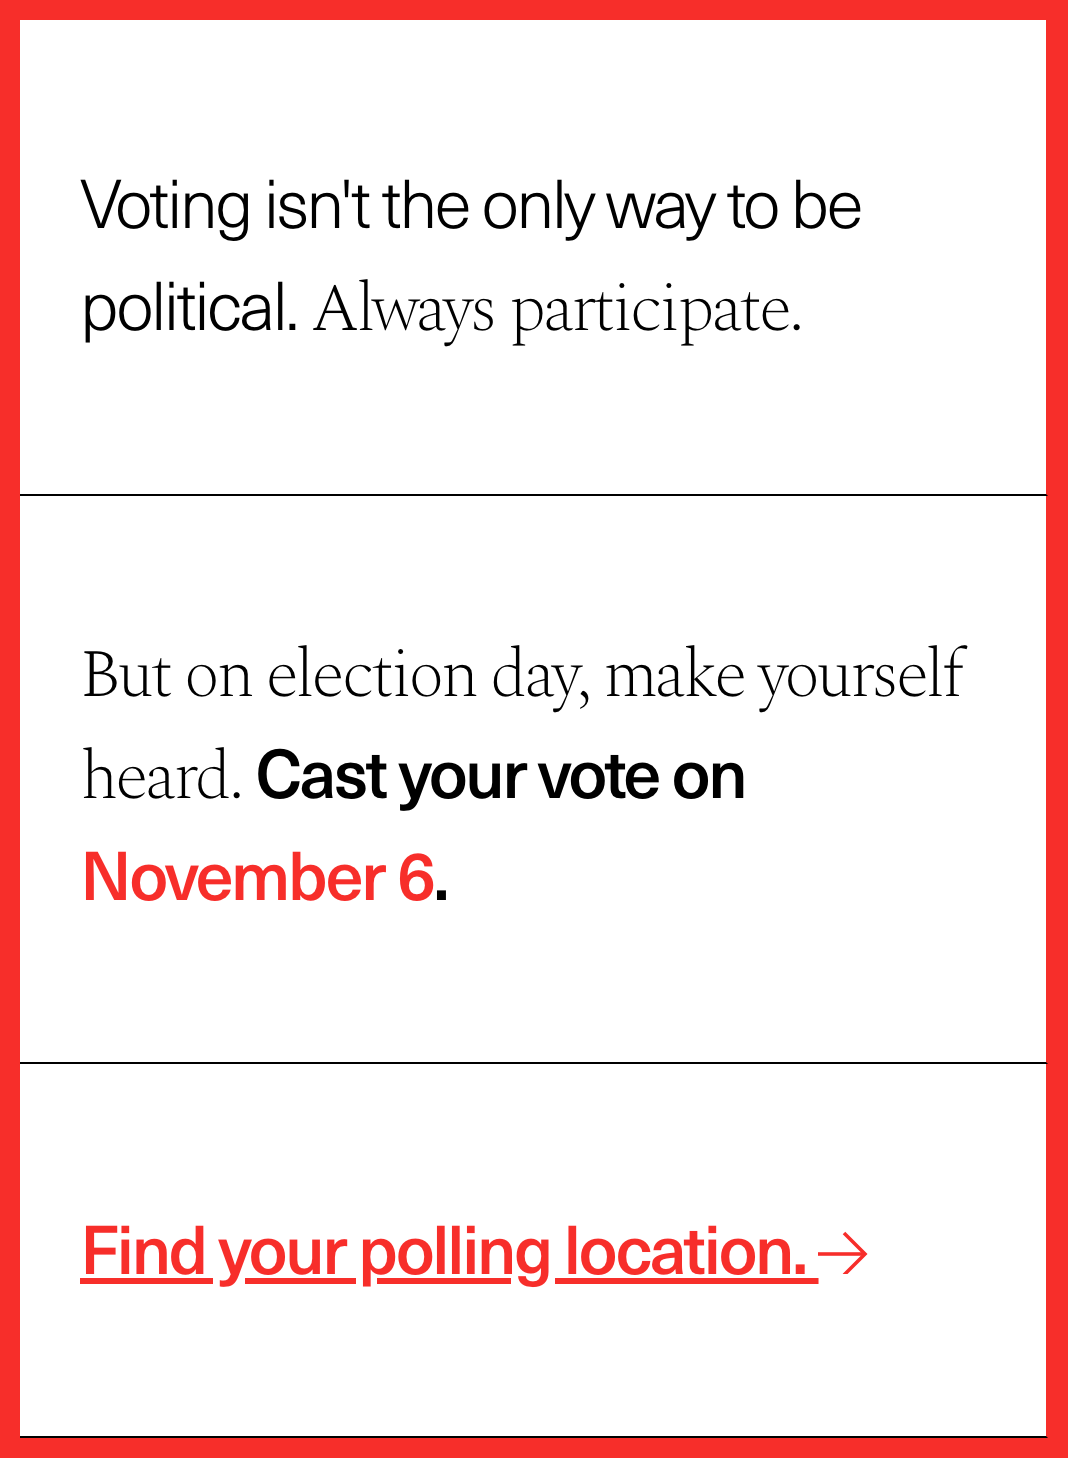 Voting isn't the only way to be
political. Always participate.
But on election day, make yourself
heard. Cast your vote on
November 6.
Find your polling location. →